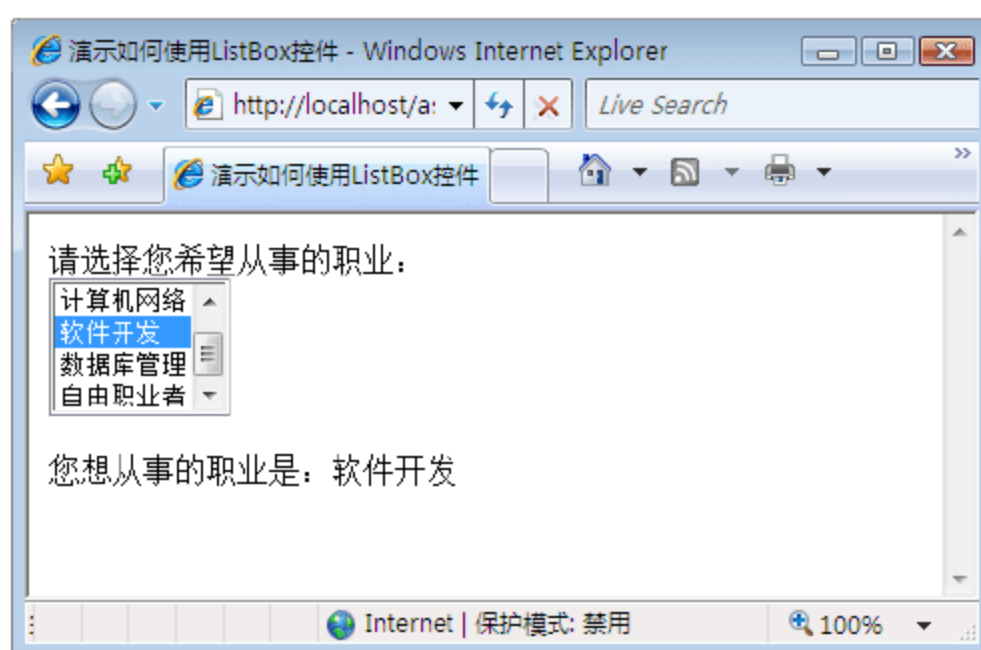 演示如何使用ListBox控件 - Windows Internet Explorer
http://localhost/a
Live Search
演示如何使用ListBox控件
请选择您希望从事的职业：
计算机网络
软件开发
数据库管理
自由职业者
您想从事的职业是：软件开发
Internet | 保护模式: 禁用
100%